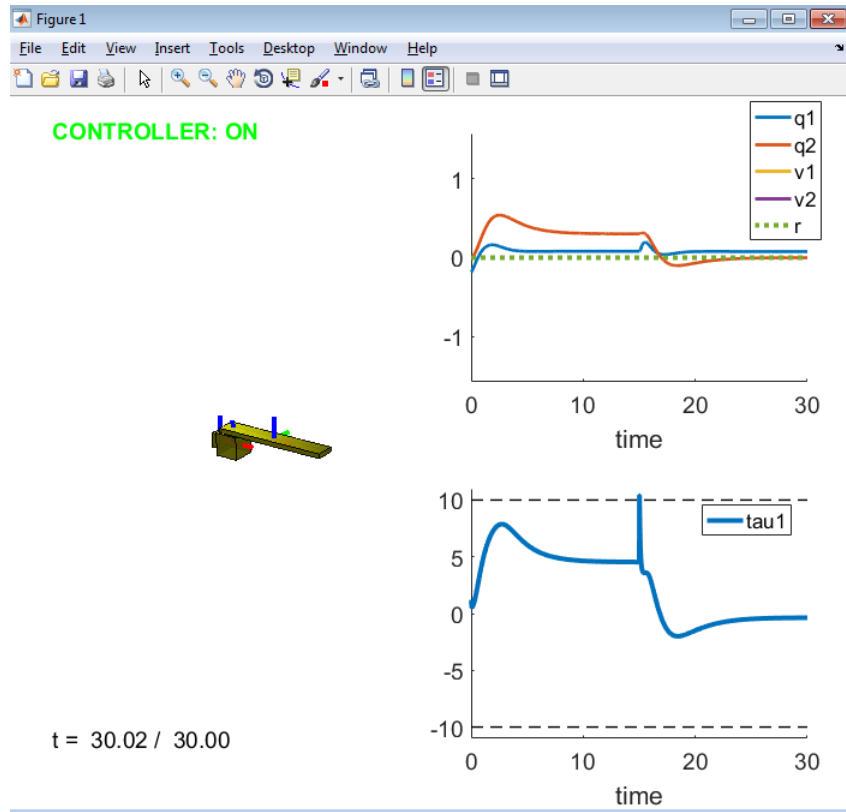 Figure 1
File Edit View Insert Tools Desktop Window Help
CONTROLLER: ON
q1
q2
v1
v2
r
1
0
-1
0 10 20 30
time
10
5
0
-5
-10
tau1
0 10 20 30
time
t = 30.02 / 30.00